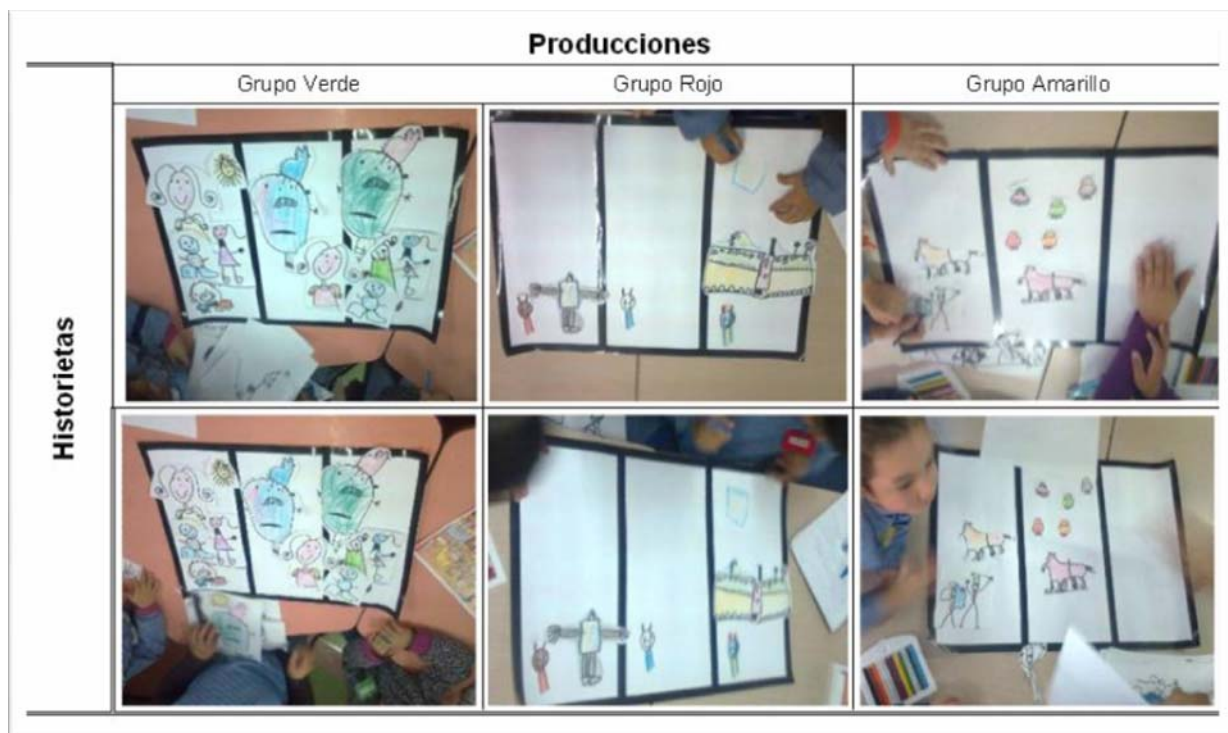 Producciones
Grupo Verde
Grupo Rojo
Grupo Amarillo
Historietas